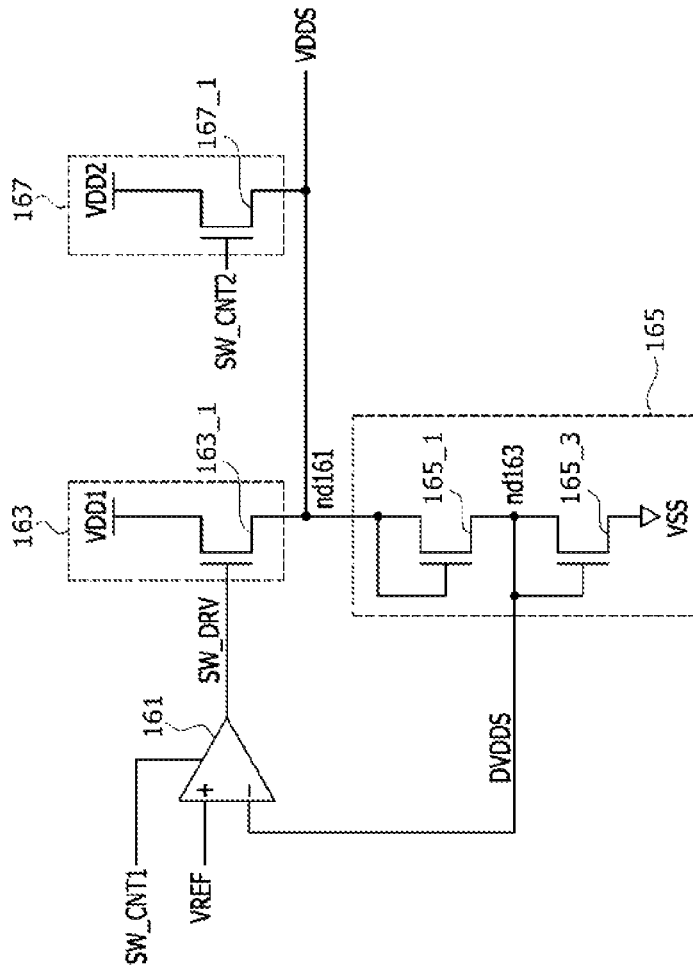 167
VDD2
167_1
SW_CNT2
VDDS
163
VDD1
163_1
nd161
SW_DRV
161
SW_CNT1
VREF
+
−
165
165_1
nd163
165_3
VSS
DVDDS